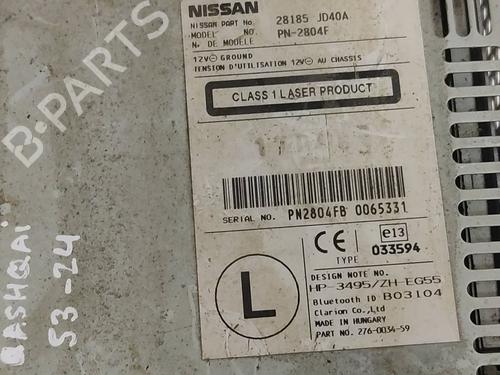 NISSAN
NISSAN PART No. 28185 JD40A
MODEL NO. PN-2804F
N. DE MODELE
12V⎓ GROUND
TENSION D'UTILISATION 12V⎓ AU CHASSIS
CLASS 1 LASER PRODUCT
SERIAL NO. PN2804FB 0065331
CE e13
TYPE 033594
L
DESIGN NOTE NO.
HP-3495/ZH-EG55
Bluetooth ID B03104
Clarion Co.,Ltd
MADE IN HUNGARY
PART NO. 276-0034-59
QASHQAI
53-24
B-PARTS